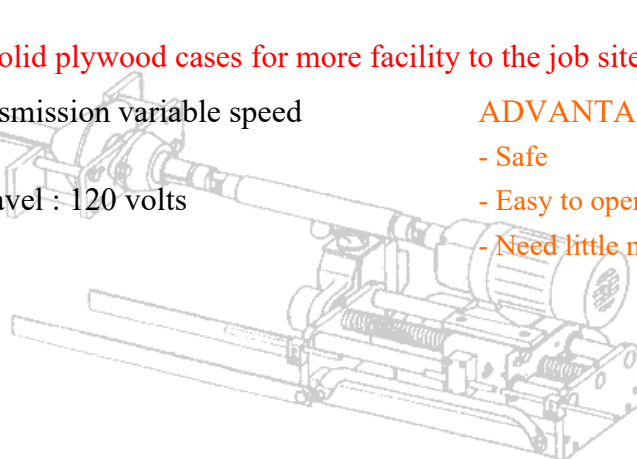 olid plywood cases for more facility to the job site
smission variable speed
ADVANTA
- Safe
avel : 120 volts
- Easy to oper
- Need little